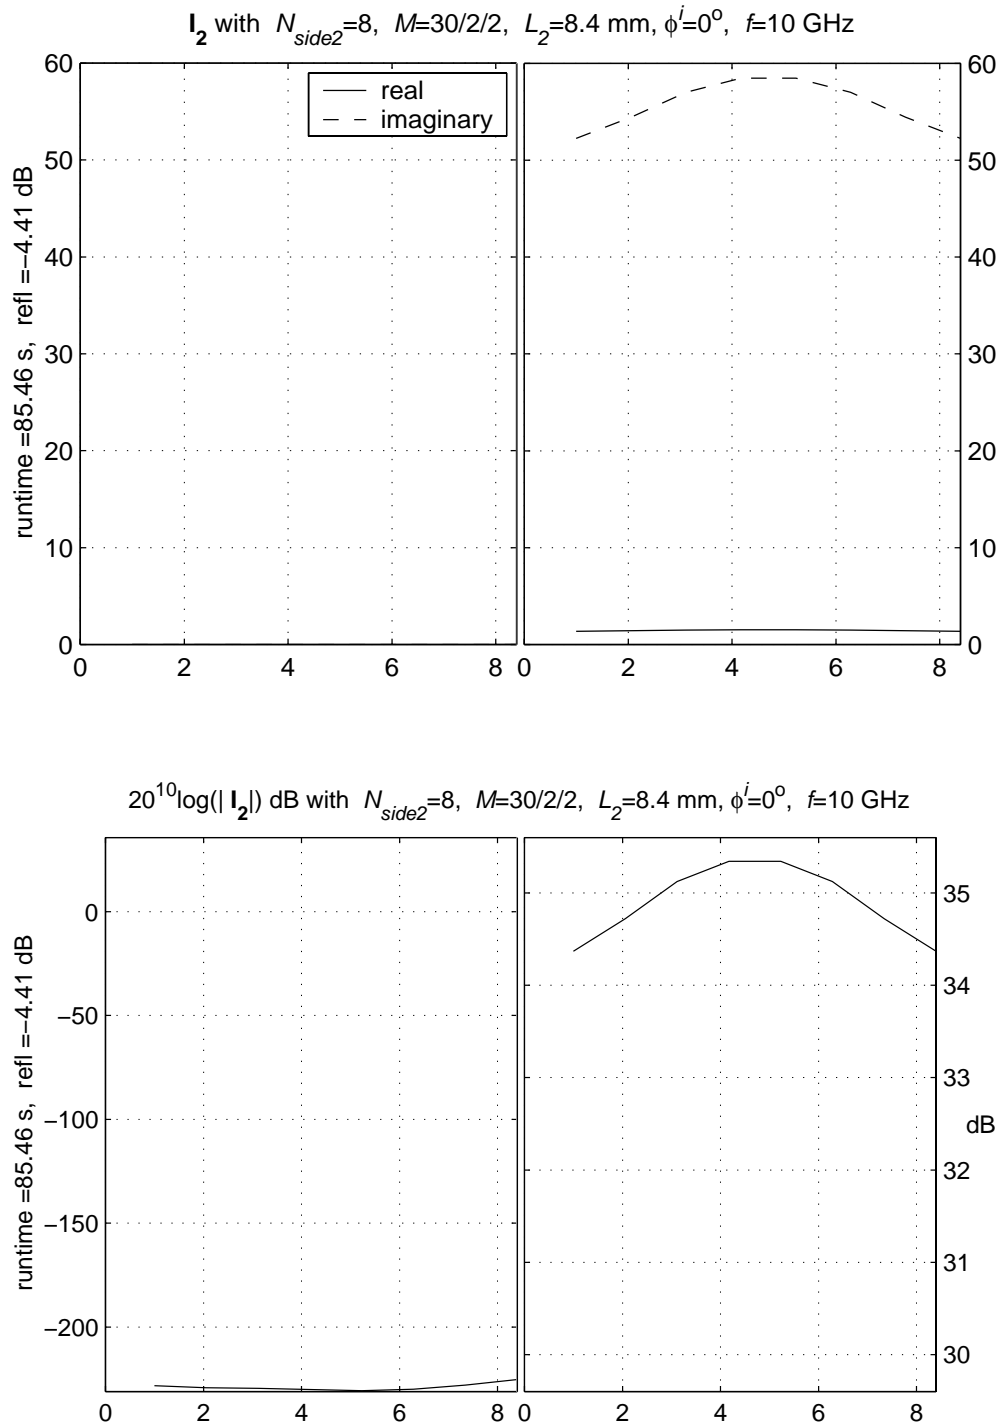 I2 with Nside2=8, M=30/2/2, L2=8.4 mm, ϕi=0o, f=10 GHz
runtime =85.46 s, refl =−4.41 dB
real
imaginary
60
50
40
30
20
10
0
60
50
40
30
20
10
0
0 2 4 6 8
0 2 4 6 8
2010log(| I2|) dB with Nside2=8, M=30/2/2, L2=8.4 mm, ϕi=0o, f=10 GHz
runtime =85.46 s, refl =−4.41 dB
0
−50
−100
−150
−200
35
34
33
dB
32
31
30
0 2 4 6 8
0 2 4 6 8